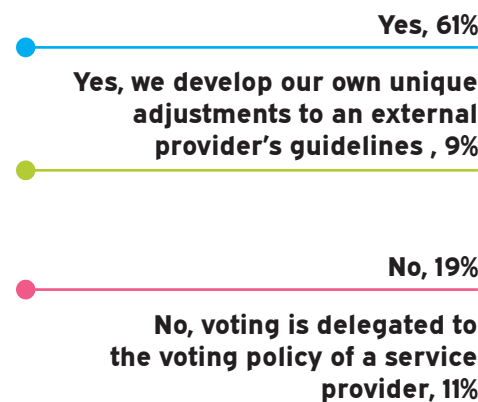 Yes, 61%
Yes, we develop our own unique
adjustments to an external
provider's guidelines , 9%
No, 19%
No, voting is delegated to
the voting policy of a service
provider, 11%